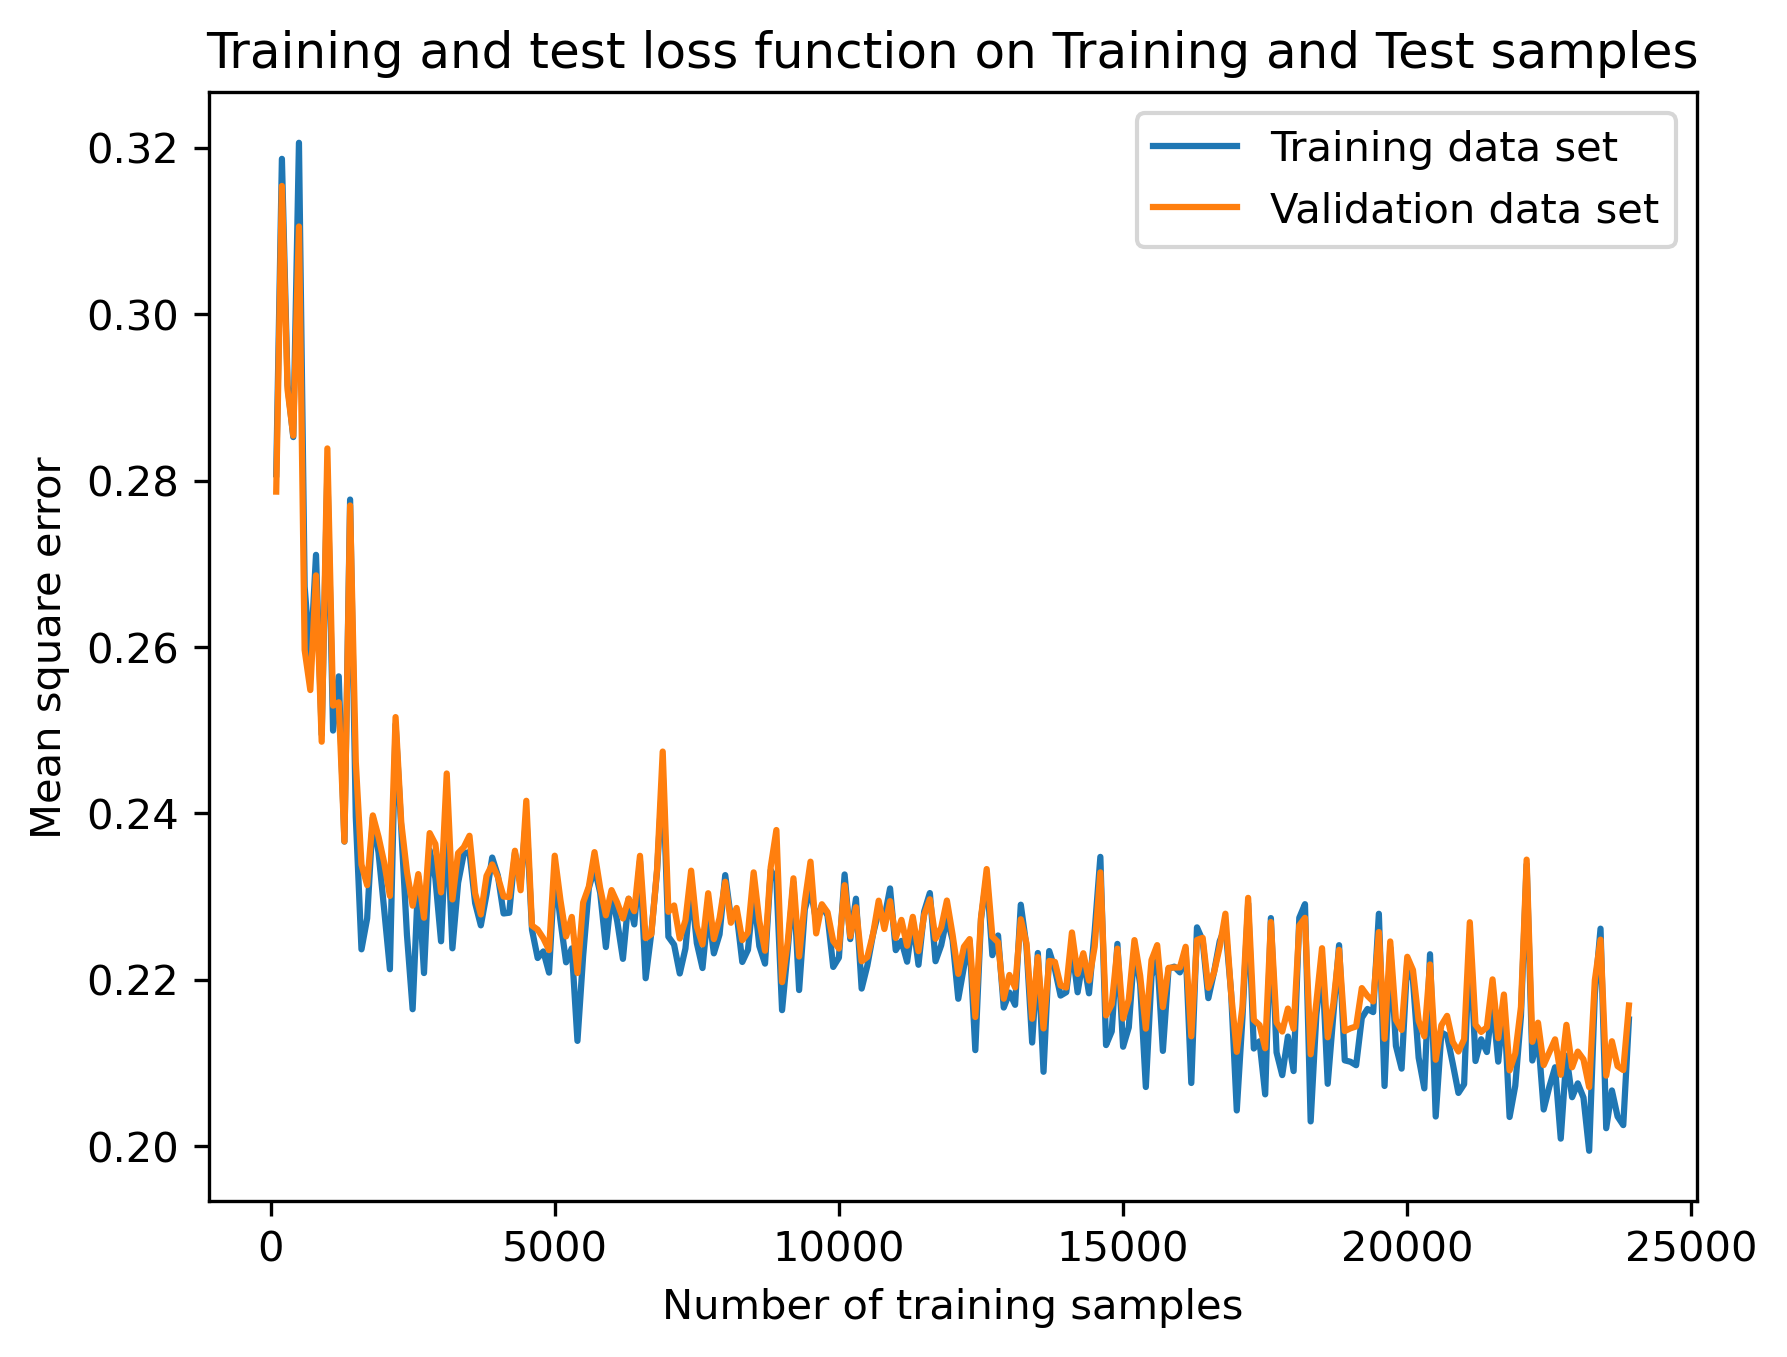 Training and test loss function on Training and Test samples
Training data set
Validation data set
Mean square error
0.32
0.30
0.28
0.26
0.24
0.22
0.20
0 5000 10000 15000 20000 25000
Number of training samples